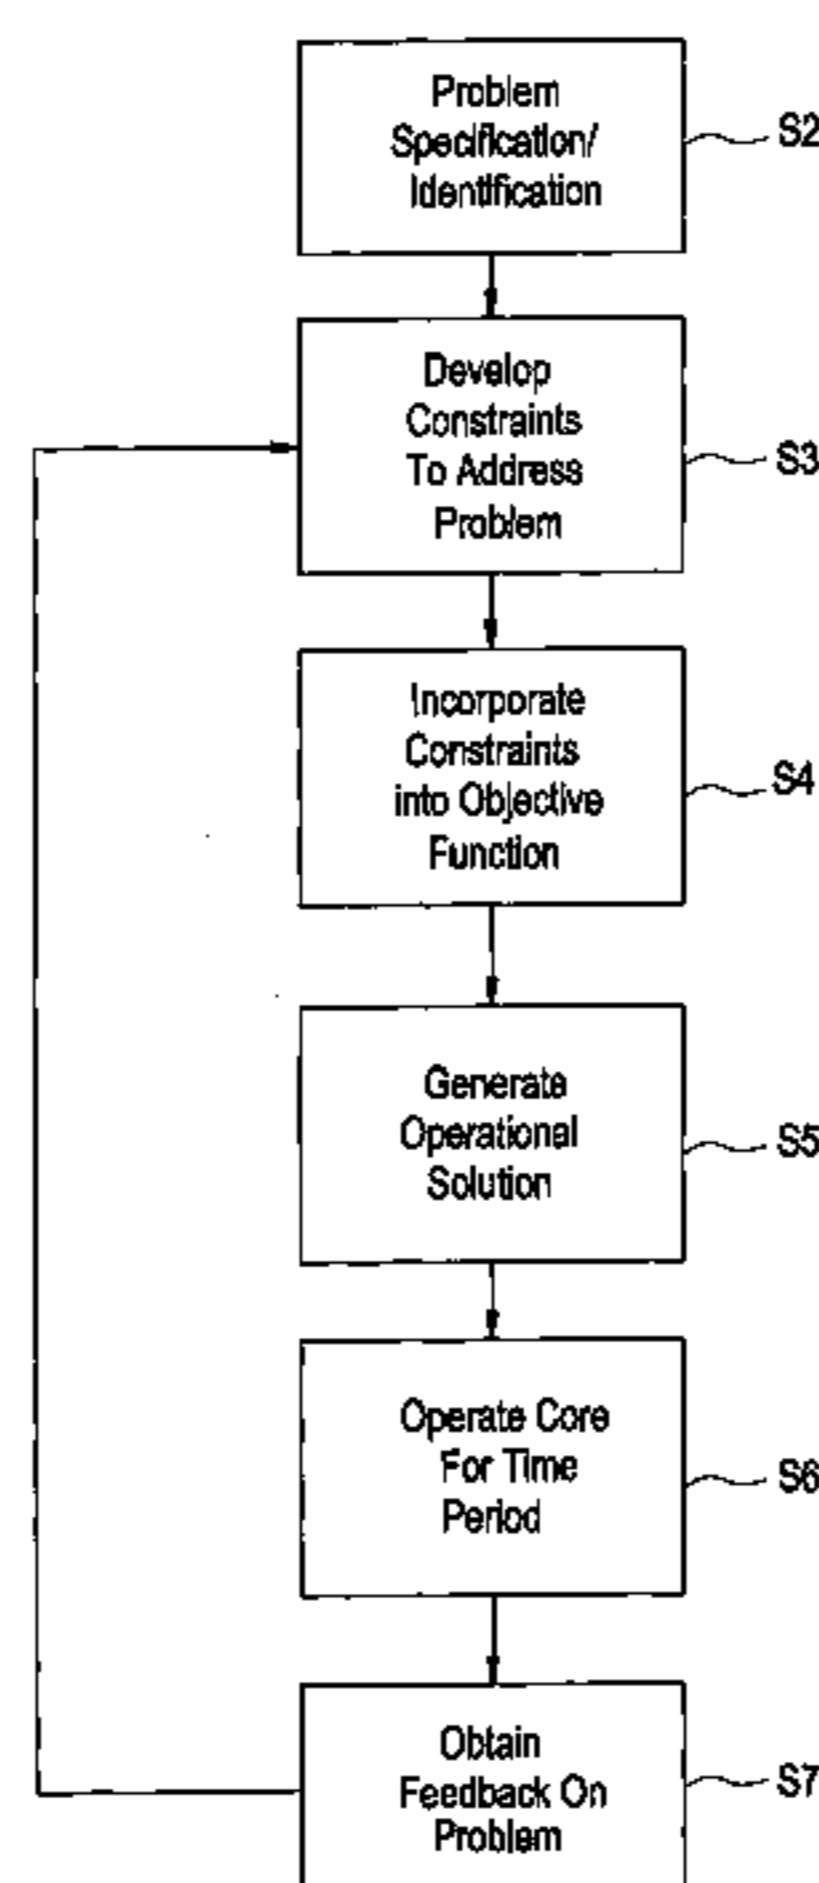 Problem
Specification/
Identification
S2
Develop
Constraints
To Address
Problem
S3
Incorporate
Constraints
into Objective
Function
S4
Generate
Operational
Solution
S5
Operate Core
For Time
Period
S6
Obtain
Feedback On
Problem
S7